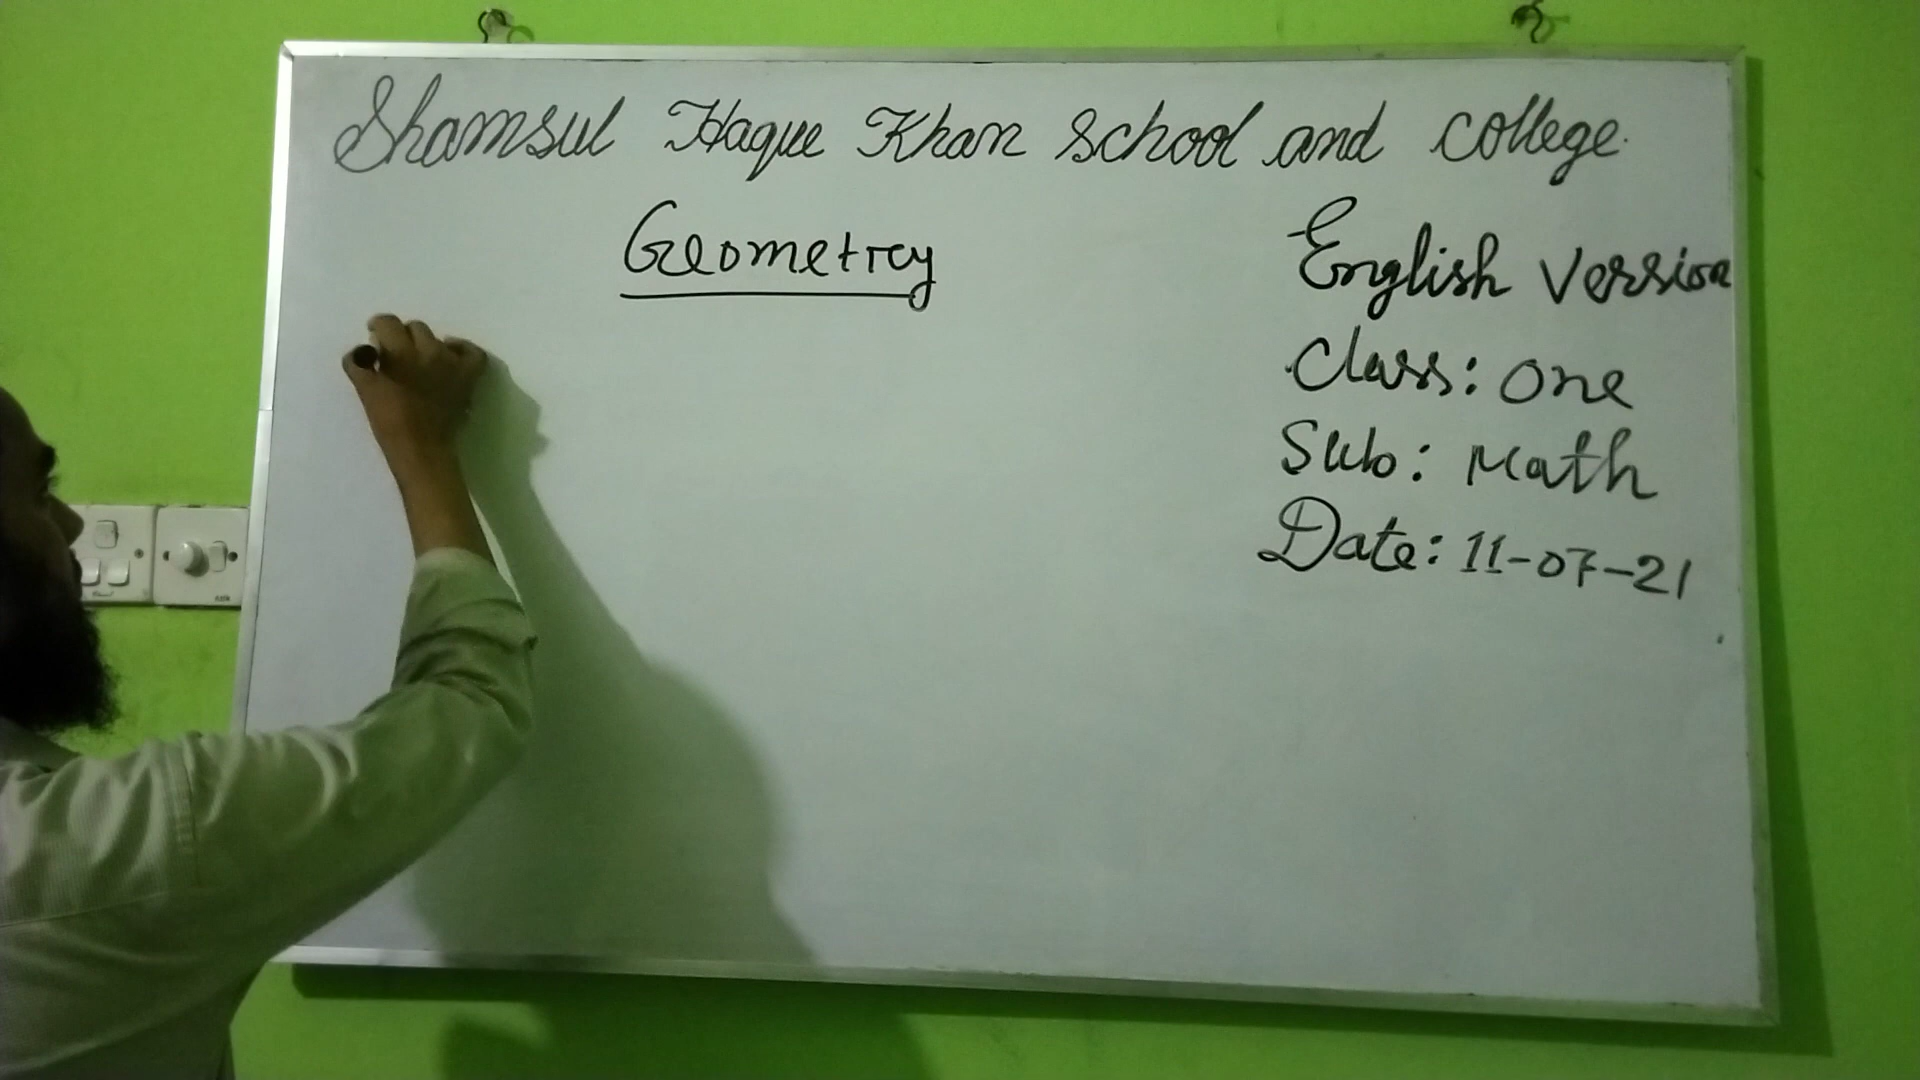 Shamsul Haque Khan School and college.
Geometry
English Version
Class: One
Sub: Math
Date: 11-07-21